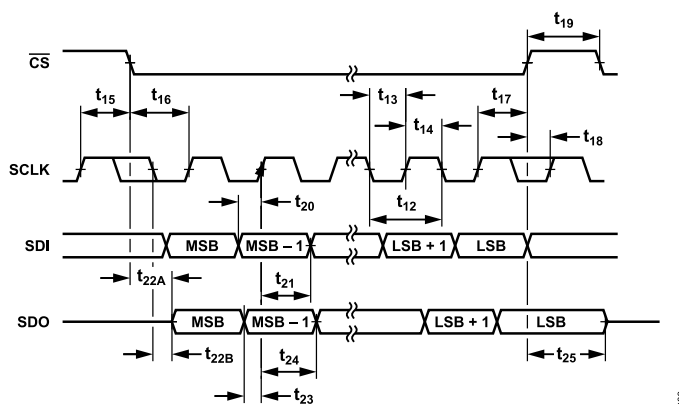 t19
CS
t15
t16
t13
t17
t14
t18
SCLK
t20
t12
SDI
MSB
MSB – 1
LSB + 1
LSB
t22A
t21
SDO
MSB
MSB – 1
LSB + 1
LSB
t22B
t24
t25
t23